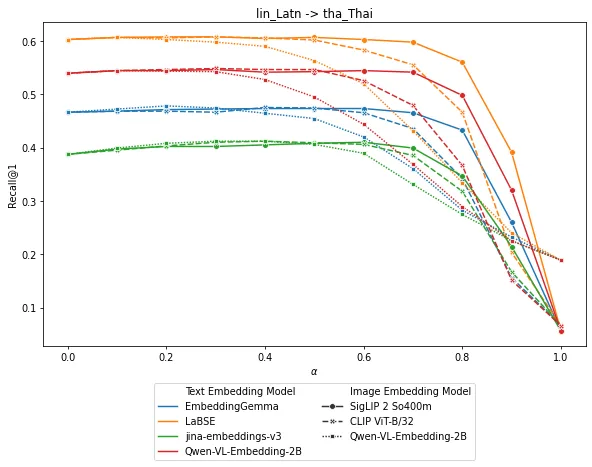 lin_Latn -> tha_Thai
Recall@1
0.6
0.5
0.4
0.3
0.2
0.1
0.0 0.2 0.4 0.6 0.8 1.0
α
Text Embedding Model Image Embedding Model
EmbeddingGemma SigLIP 2 So400m
LaBSE CLIP ViT-B/32
jina-embeddings-v3 Qwen-VL-Embedding-2B
Qwen-VL-Embedding-2B